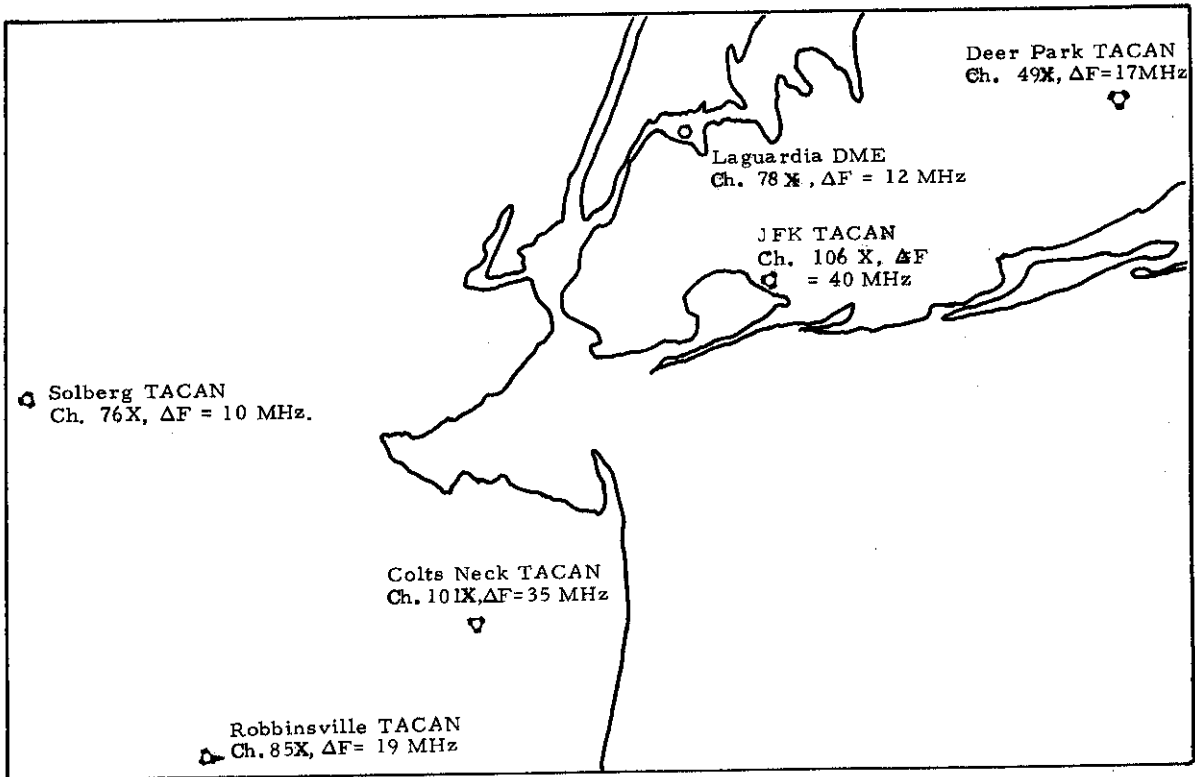 Deer Park TACAN
Ch. 49X, ΔF=17MHz
Laguardia DME
Ch. 78X, ΔF = 12 MHz
JFK TACAN
Ch. 106 X, ΔF
= 40 MHz
Solberg TACAN
Ch. 76X, ΔF = 10 MHz.
Colts Neck TACAN
Ch. 101X, ΔF=35 MHz
Robbinsville TACAN
Ch. 85X, ΔF= 19 MHz